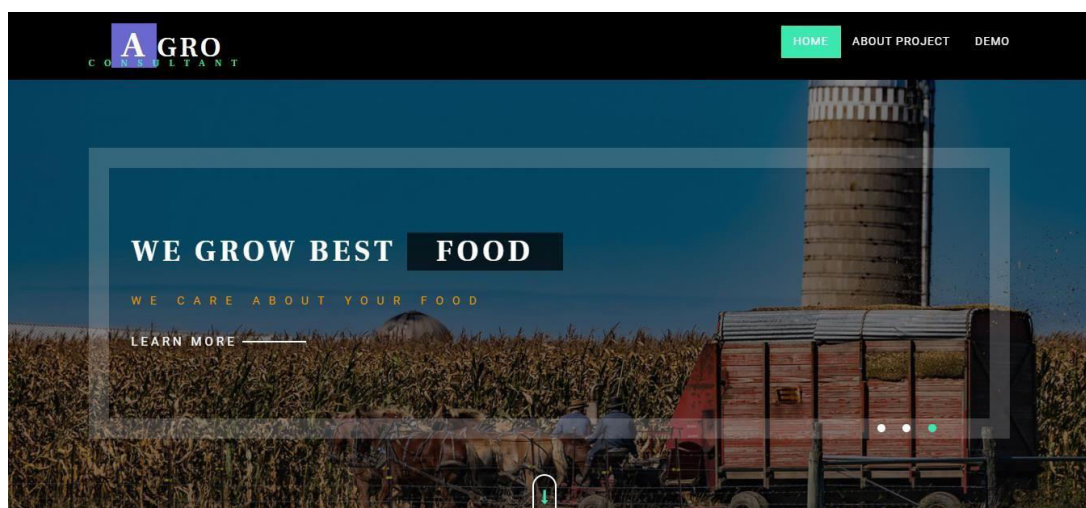 AGRO
CONSULTANT
HOME ABOUT PROJECT DEMO
WE GROW BEST FOOD
WE CARE ABOUT YOUR FOOD
LEARN MORE